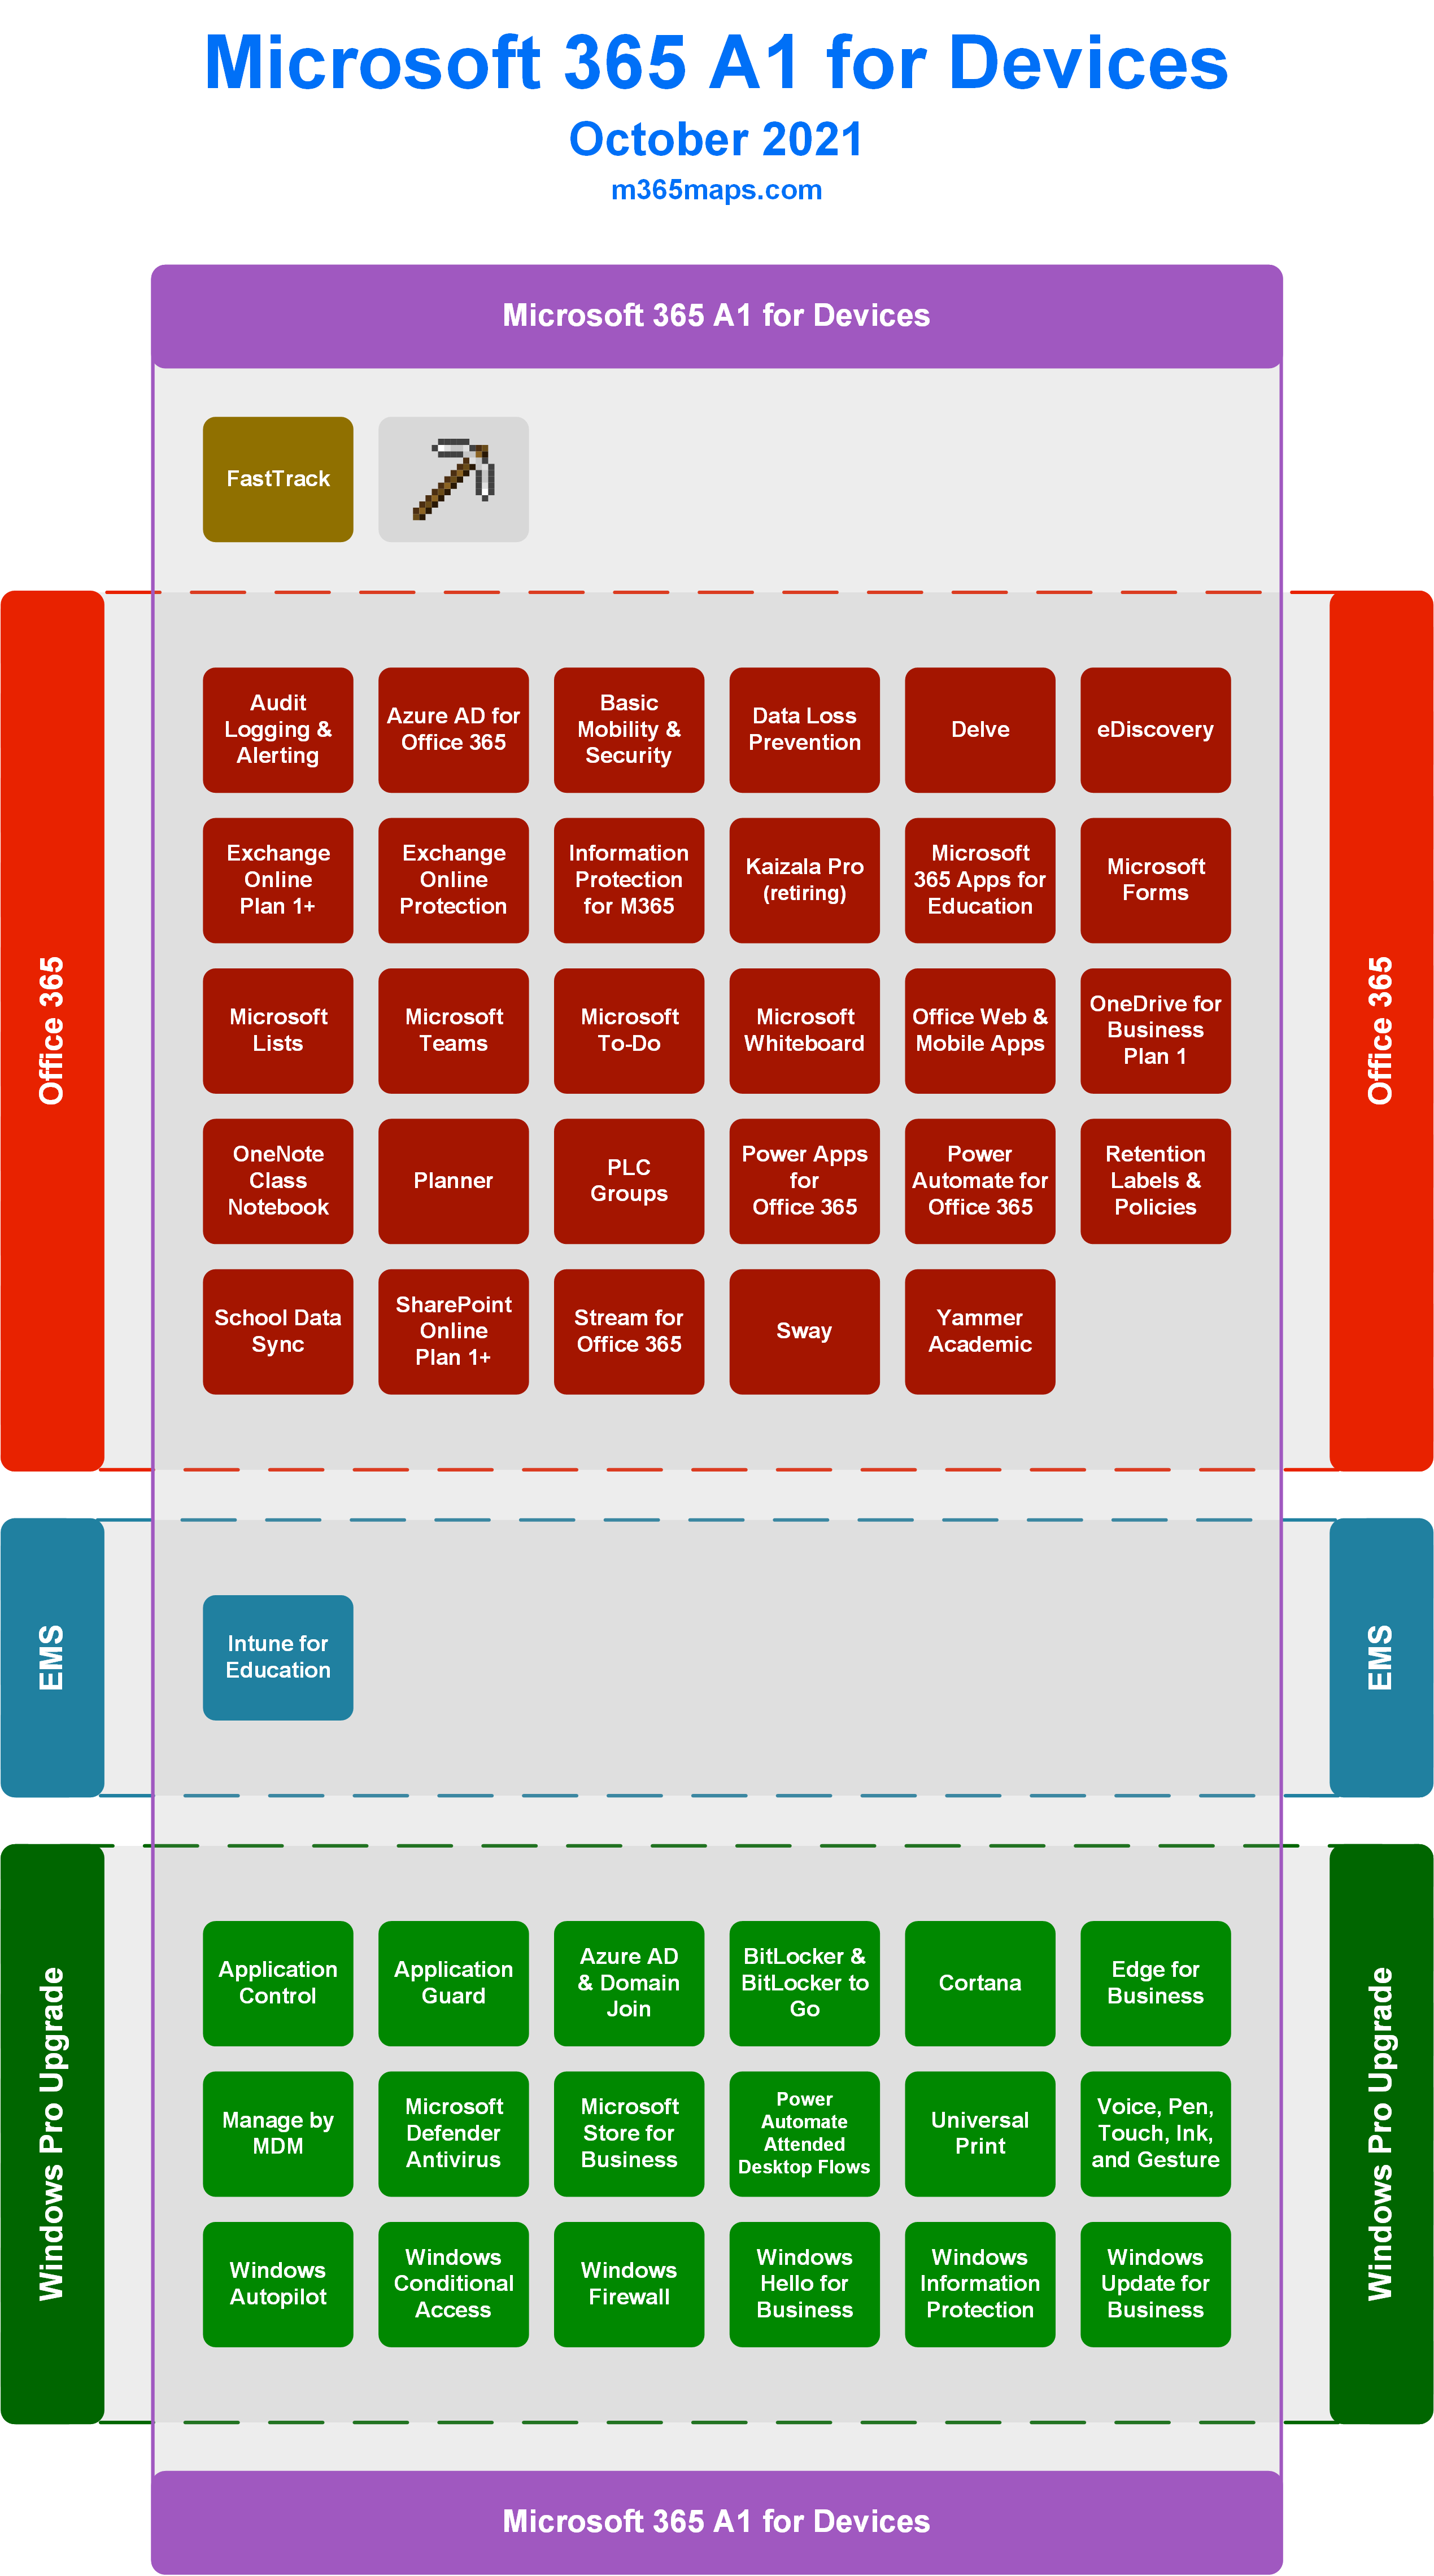 Microsoft 365 A1 for Devices
October 2021
m365maps.com
Microsoft 365 A1 for Devices
FastTrack
Office 365
Office 365
Audit
Logging &
Alerting
Azure AD for
Office 365
Basic
Mobility &
Security
Data Loss
Prevention
Delve
eDiscovery
Exchange
Online
Plan 1+
Exchange
Online
Protection
Information
Protection
for M365
Kaizala Pro
(retiring)
Microsoft
365 Apps for
Education
Microsoft
Forms
Microsoft
Lists
Microsoft
Teams
Microsoft
To-Do
Microsoft
Whiteboard
Office Web &
Mobile Apps
OneDrive for
Business
Plan 1
OneNote
Class
Notebook
Planner
PLC
Groups
Power Apps
for
Office 365
Power
Automate for
Office 365
Retention
Labels &
Policies
School Data
Sync
SharePoint
Online
Plan 1+
Stream for
Office 365
Sway
Yammer
Academic
EMS
EMS
Intune for
Education
Windows Pro Upgrade
Windows Pro Upgrade
Application
Control
Application
Guard
Azure AD
& Domain
Join
BitLocker &
BitLocker to
Go
Cortana
Edge for
Business
Manage by
MDM
Microsoft
Defender
Antivirus
Microsoft
Store for
Business
Power
Automate
Attended
Desktop Flows
Universal
Print
Voice, Pen,
Touch, Ink,
and Gesture
Windows
Autopilot
Windows
Conditional
Access
Windows
Firewall
Windows
Hello for
Business
Windows
Information
Protection
Windows
Update for
Business
Microsoft 365 A1 for Devices